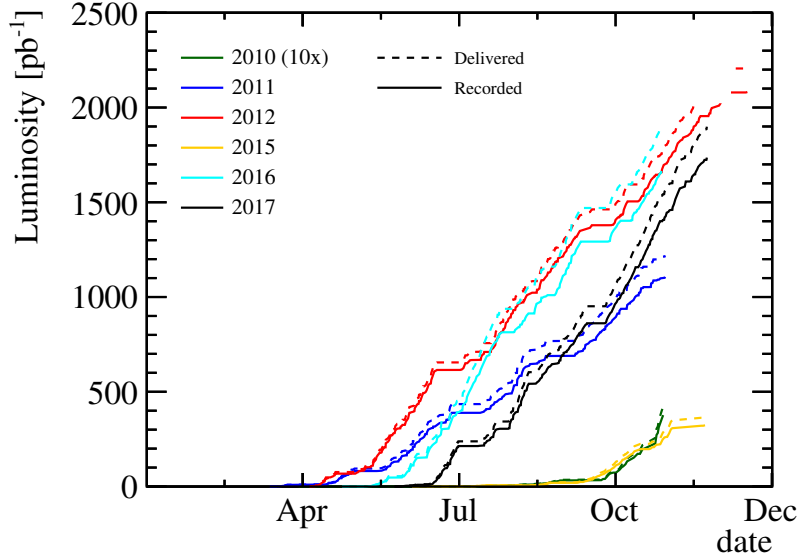 Luminosity [pb⁻¹]
2500
2000
1500
1000
500
0
2010 (10x)
2011
2012
2015
2016
2017
Delivered
Recorded
Apr
Jul
Oct
Dec
date